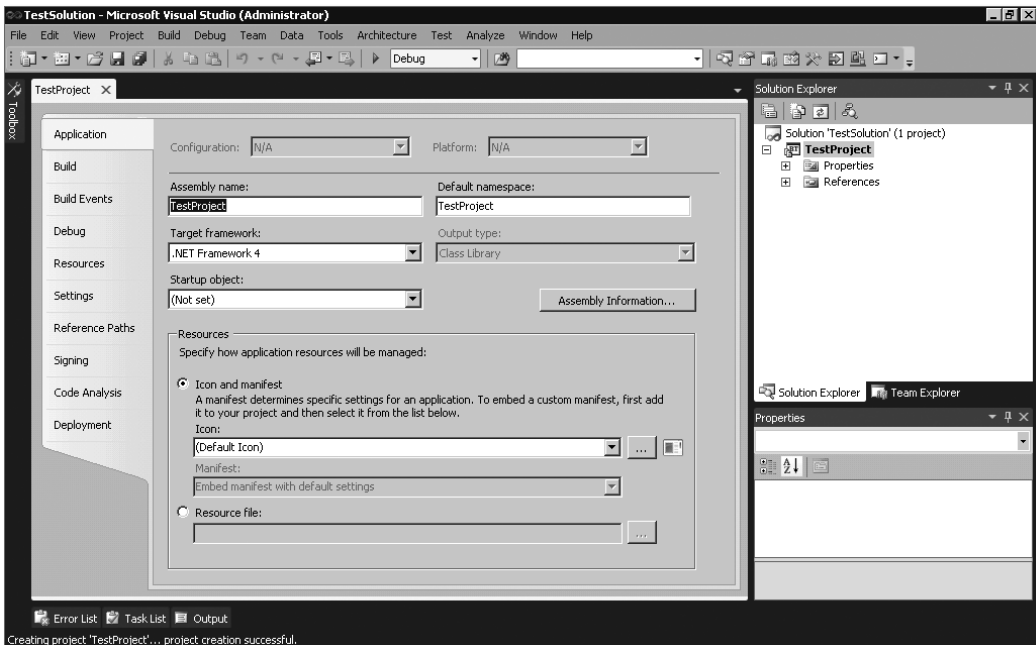 TestSolution - Microsoft Visual Studio (Administrator)
File Edit View Project Build Debug Team Data Tools Architecture Test Analyze Window Help
Debug
Toolbox
TestProject
Application
Build
Build Events
Debug
Resources
Settings
Reference Paths
Signing
Code Analysis
Deployment
Configuration: N/A Platform: N/A
Assembly name: Default namespace:
TestProject TestProject
Target framework: Output type:
.NET Framework 4 Class Library
Startup object:
(Not set) Assembly Information...
Resources
Specify how application resources will be managed:
Icon and manifest
A manifest determines specific settings for an application. To embed a custom manifest, first add
it to your project and then select it from the list below.
Icon:
(Default Icon) ...
Manifest:
Embed manifest with default settings
Resource file:
...
Solution Explorer
Solution 'TestSolution' (1 project)
TestProject
Properties
References
Solution Explorer Team Explorer
Properties
Error List Task List Output
Creating project 'TestProject'... project creation successful.